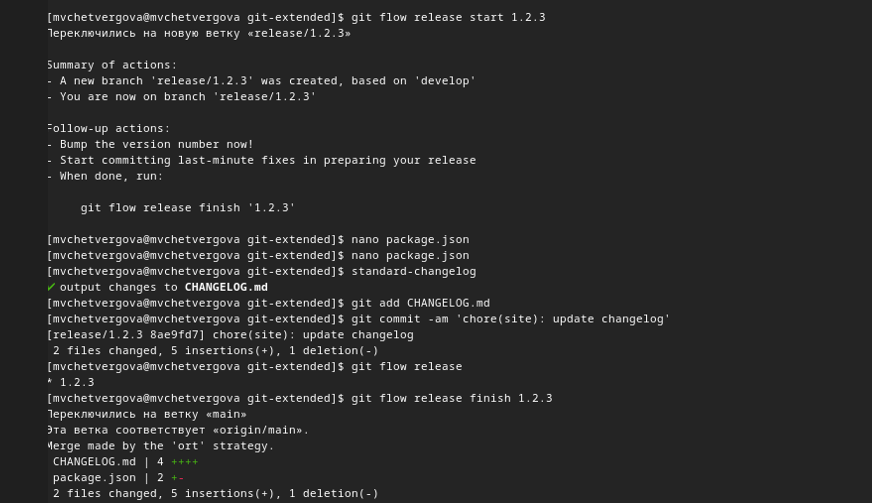 [mvchetvergova@mvchetvergova git-extended]$ git flow release start 1.2.3
Переключились на новую ветку «release/1.2.3»
Summary of actions:
- A new branch 'release/1.2.3' was created, based on 'develop'
- You are now on branch 'release/1.2.3'
Follow-up actions:
- Bump the version number now!
- Start committing last-minute fixes in preparing your release
- When done, run:
git flow release finish '1.2.3'
[mvchetvergova@mvchetvergova git-extended]$ nano package.json
[mvchetvergova@mvchetvergova git-extended]$ nano package.json
[mvchetvergova@mvchetvergova git-extended]$ standard-changelog
✔ output changes to CHANGELOG.md
[mvchetvergova@mvchetvergova git-extended]$ git add CHANGELOG.md
[mvchetvergova@mvchetvergova git-extended]$ git commit -am 'chore(site): update changelog'
[release/1.2.3 8ae9fd7] chore(site): update changelog
2 files changed, 5 insertions(+), 1 deletion(-)
[mvchetvergova@mvchetvergova git-extended]$ git flow release
* 1.2.3
[mvchetvergova@mvchetvergova git-extended]$ git flow release finish 1.2.3
Переключились на ветку «main»
Эта ветка соответствует «origin/main».
Merge made by the 'ort' strategy.
CHANGELOG.md | 4 ++++
package.json | 2 +-
2 files changed, 5 insertions(+), 1 deletion(-)